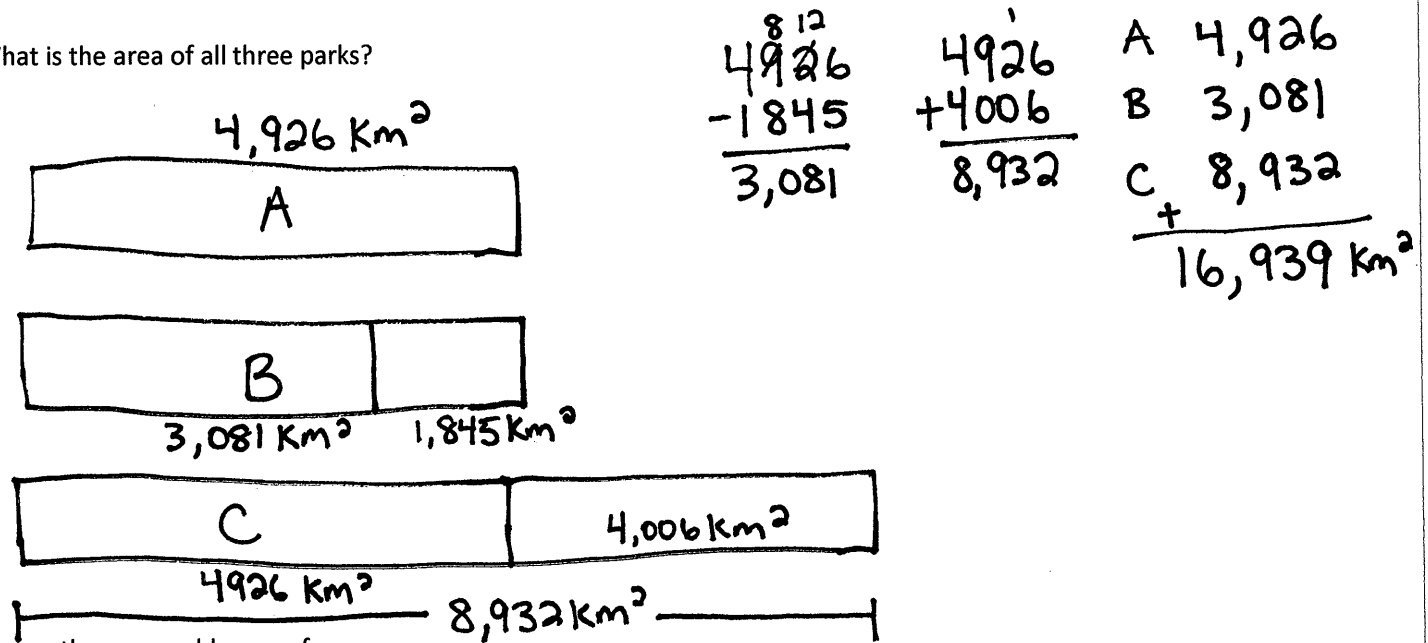 hat is the area of all three parks?
4,926 Km²
A
B
3,081 Km² 1,845 Km²
C 4,006 Km²
4926 Km²
8,932 Km²
8 12
4926
-1845
3,081
1
4926
+4006
8,932
A 4,926
B 3,081
C 8,932
+
16,939 Km²